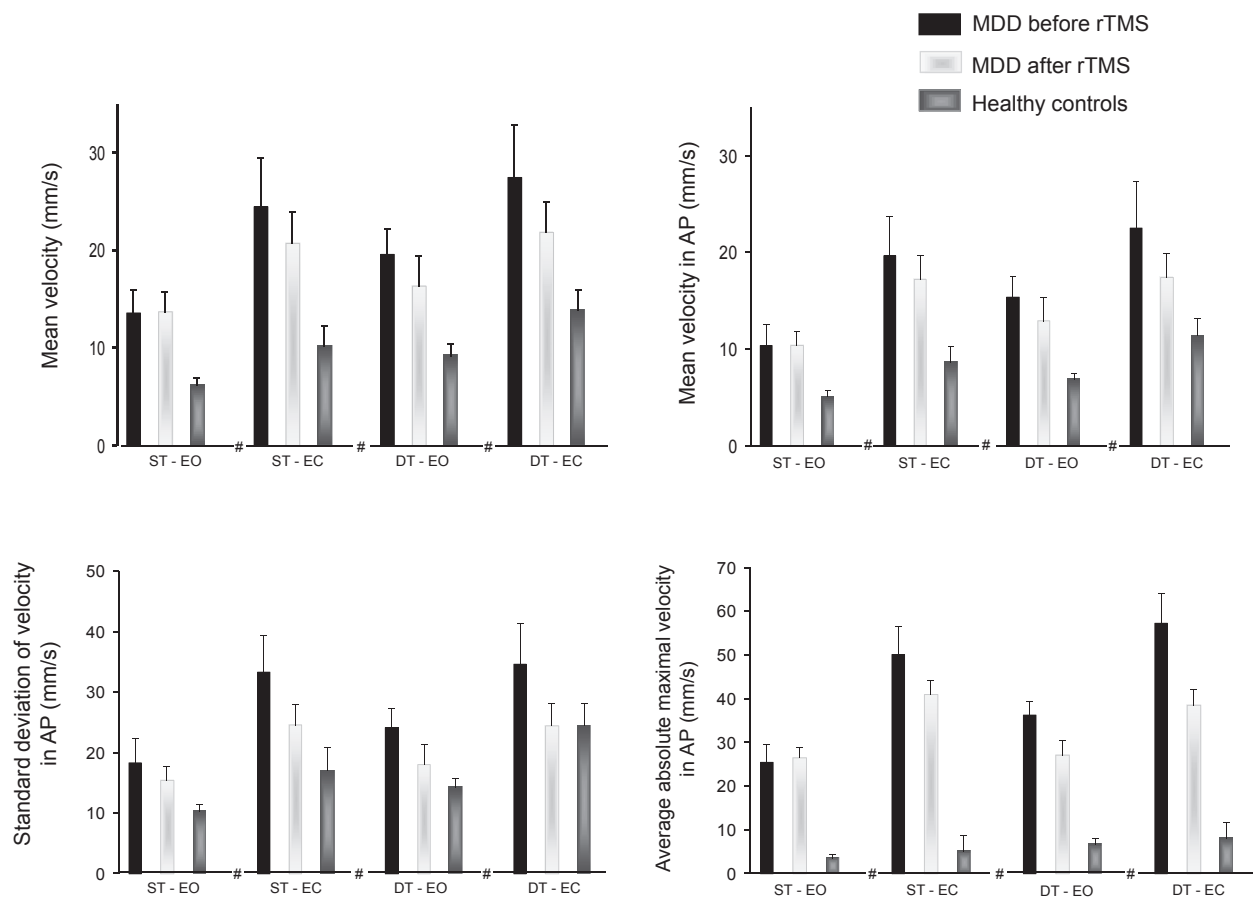 MDD before rTMS
MDD after rTMS
Healthy controls
Mean velocity (mm/s)
30
20
10
0
ST - EO # ST - EC # DT - EO # DT - EC
Mean velocity in AP (mm/s)
30
20
10
0
ST - EO # ST - EC # DT - EO # DT - EC
Standard deviation of velocity
in AP (mm/s)
50
40
30
20
10
0
ST - EO # ST - EC # DT - EO # DT - EC
Average absolute maximal velocity
in AP (mm/s)
70
60
50
40
30
20
10
0
ST - EO # ST - EC # DT - EO # DT - EC